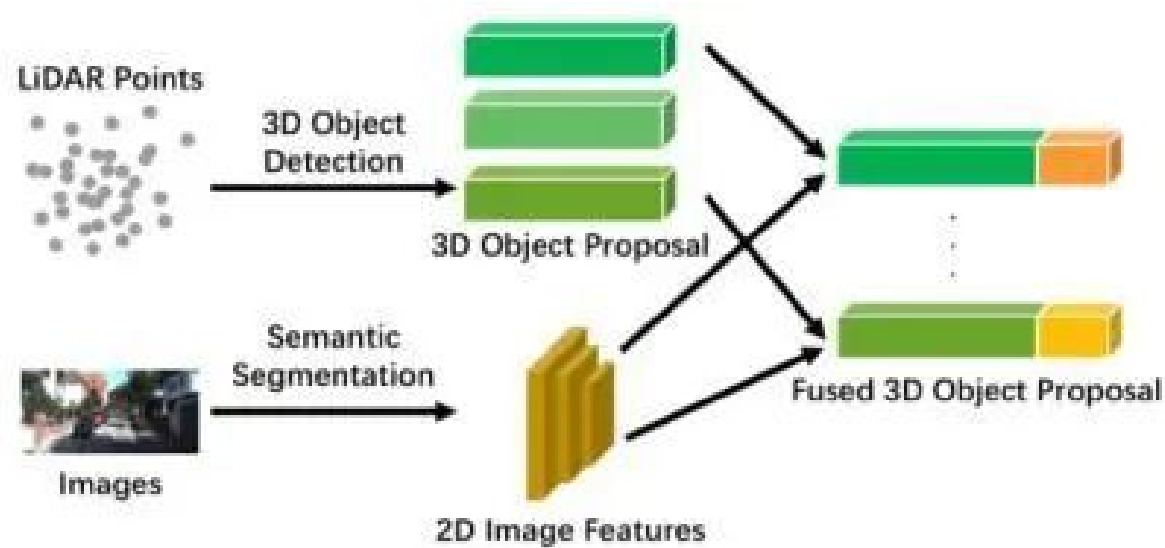 LiDAR Points
3D Object
Detection
3D Object Proposal
Semantic
Segmentation
Images
2D Image Features
Fused 3D Object Proposal